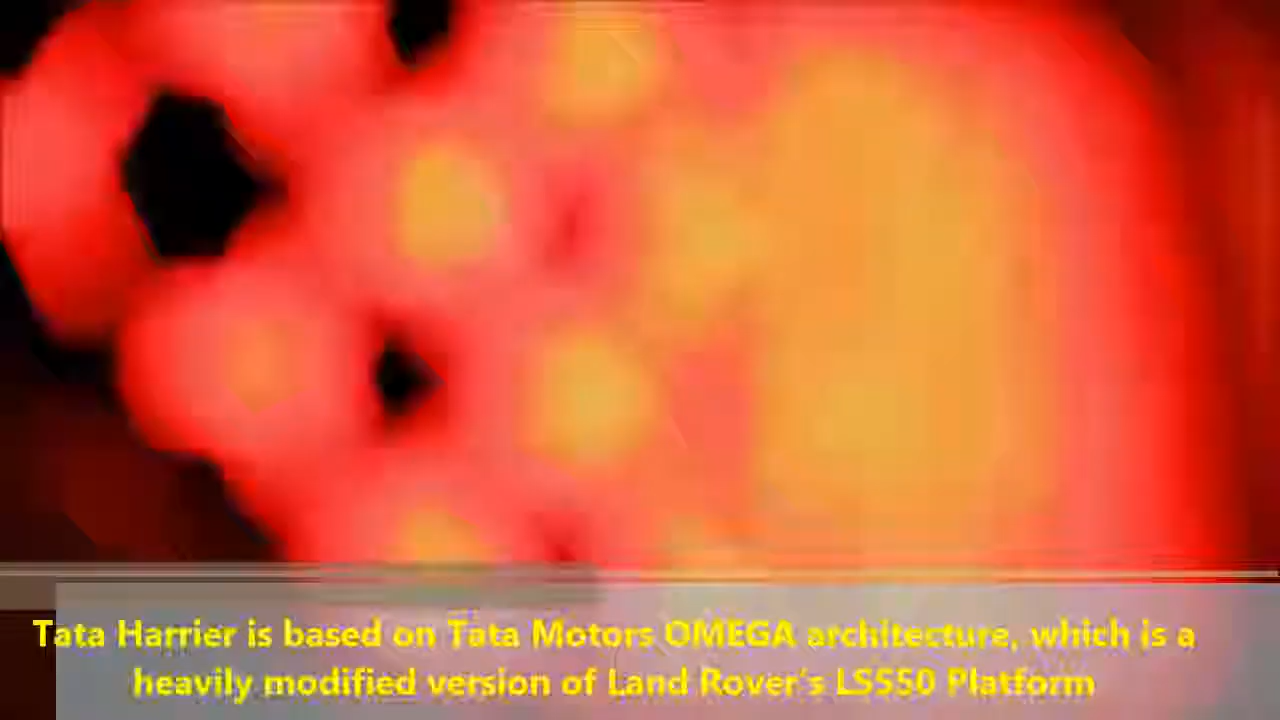 Tata Harrier is based on Tata Motors OMEGA architecture, which is a
heavily modified version of Land Rover's LS550 Platform